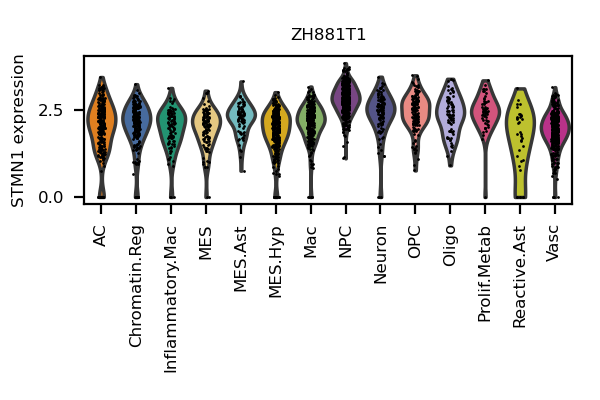 ZH881T1
STMN1 expression
2.5
0.0
AC
Chromatin.Reg
Inflammatory.Mac
MES
MES.Ast
MES.Hyp
Mac
NPC
Neuron
OPC
Oligo
Prolif.Metab
Reactive.Ast
Vasc